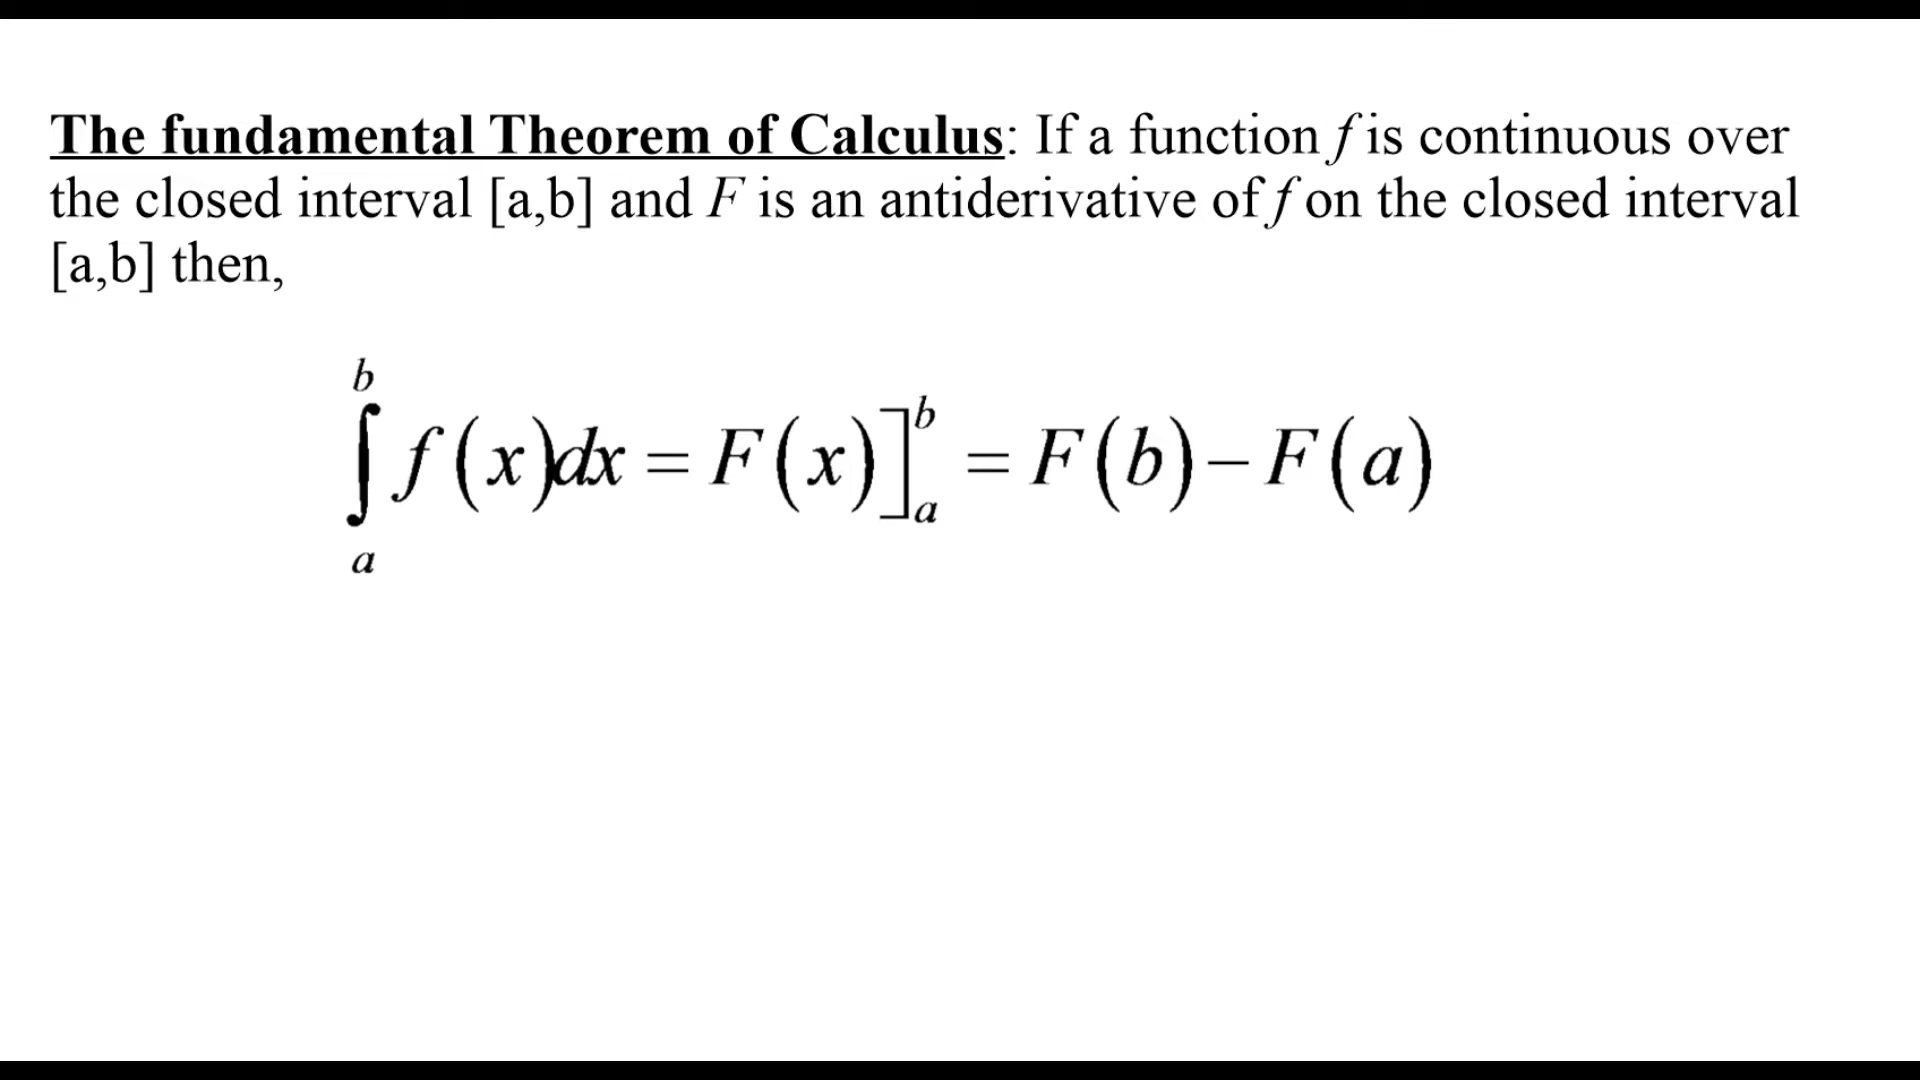 The fundamental Theorem of Calculus: If a function f is continuous over
the closed interval [a,b] and F is an antiderivative of f on the closed interval
[a,b] then,
∫_a^b f(x)dx = F(x)]_a^b = F(b) − F(a)